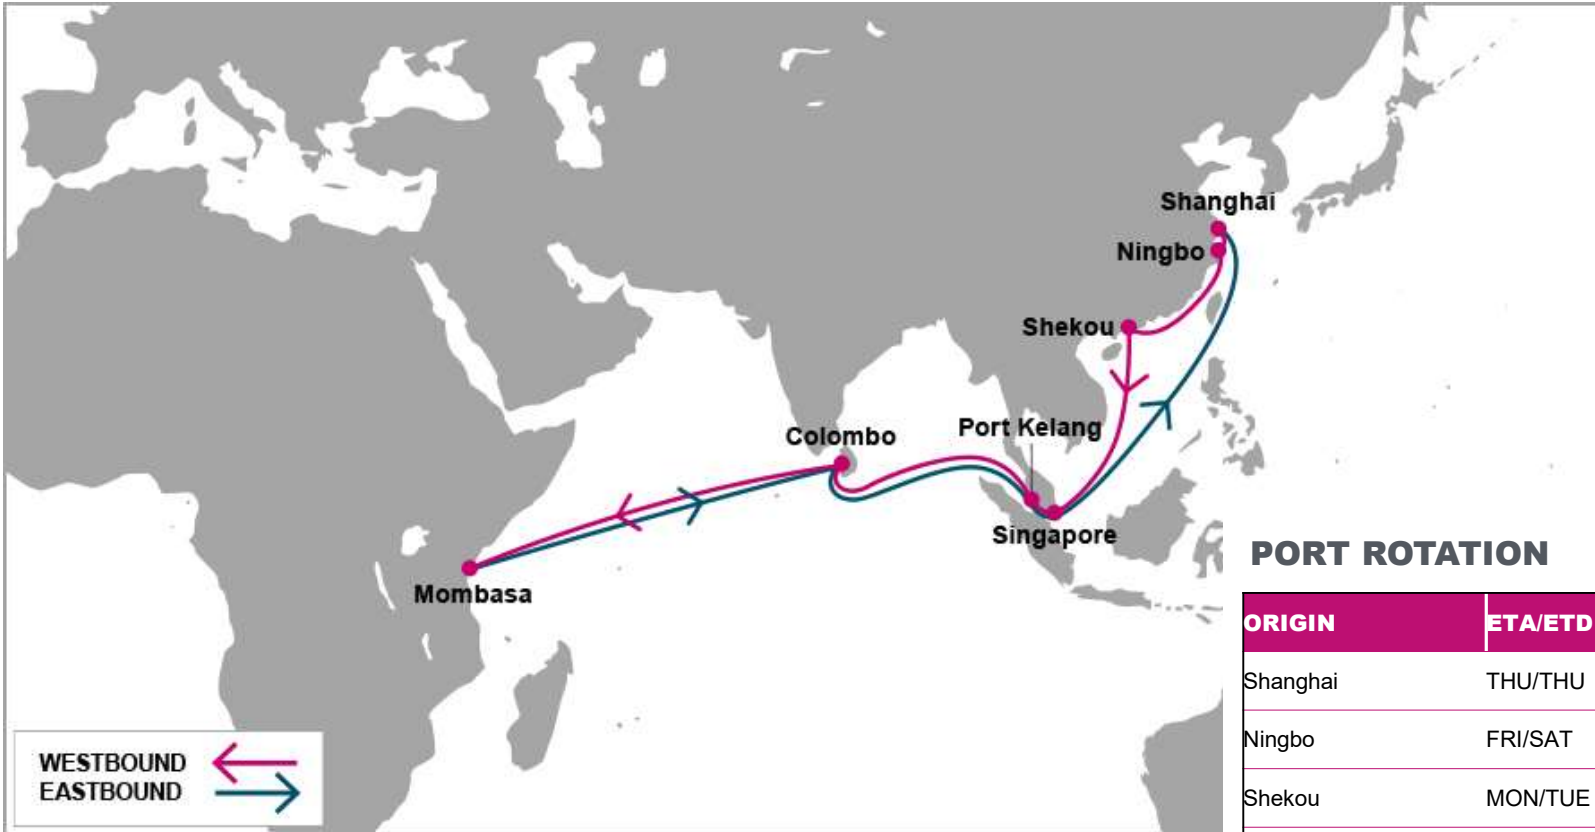 Shanghai
Ningbo
Shekou
Port Kelang
Colombo
Singapore
Mombasa
WESTBOUND
EASTBOUND
PORT ROTATION
ORIGIN ETA/ETD
Shanghai THU/THU
Ningbo FRI/SAT
Shekou MON/TUE